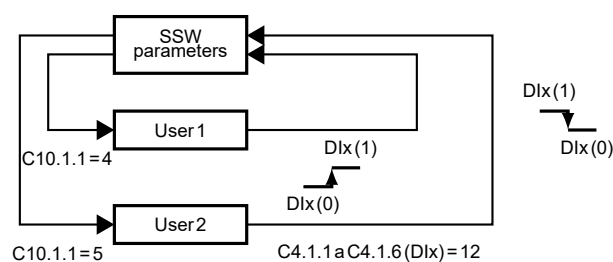 SSW
parameters
DIx (1)
User 1
DIx (0)
DIx (1)
C10.1.1 = 4
DIx (0)
User 2
C10.1.1 = 5
C4.1.1 a C4.1.6 (DIx) = 12